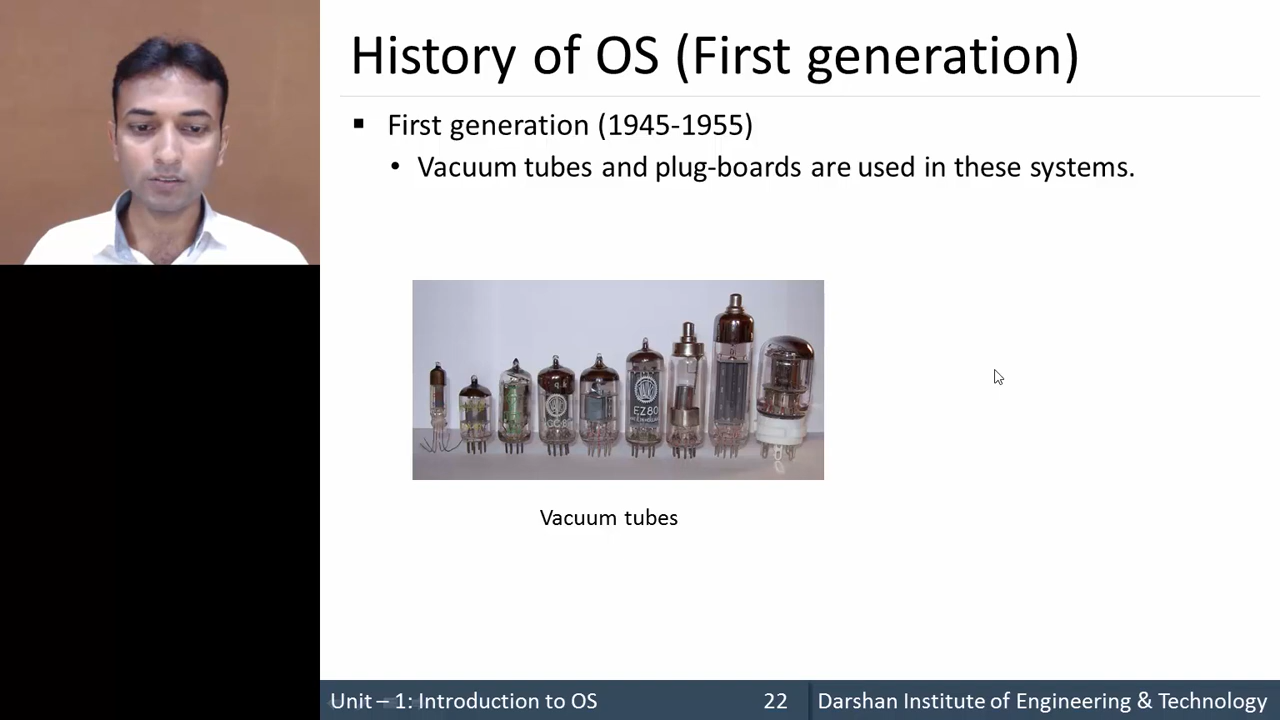 History of OS (First generation)
▪ First generation (1945-1955)
• Vacuum tubes and plug-boards are used in these systems.
EZ80
Vacuum tubes
Unit – 1: Introduction to OS 22 Darshan Institute of Engineering & Technology